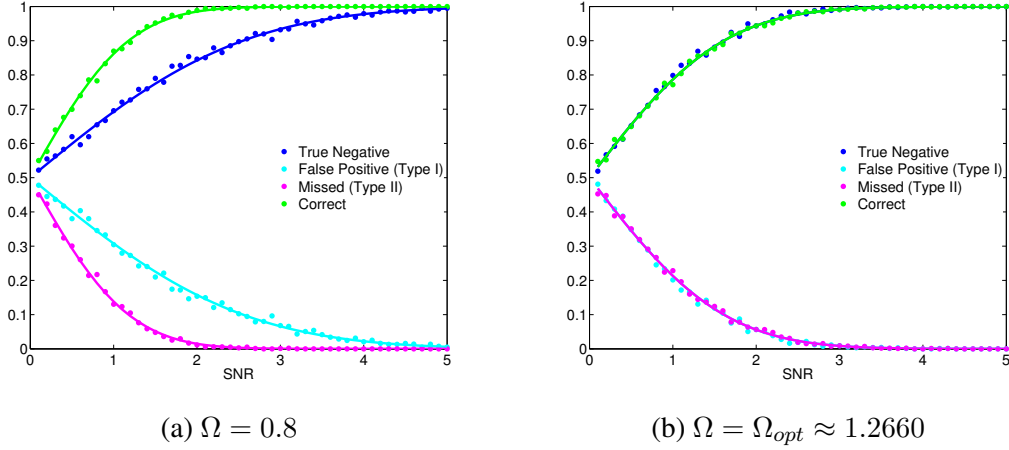 1
0.9
0.8
0.7
0.6
0.5
0.4
0.3
0.2
0.1
0
0 1 2 3 4 5
SNR
True Negative
False Positive (Type I)
Missed (Type II)
Correct
(a) Ω = 0.8
1
0.9
0.8
0.7
0.6
0.5
0.4
0.3
0.2
0.1
0
0 1 2 3 4 5
SNR
True Negative
False Positive (Type I)
Missed (Type II)
Correct
(b) Ω = Ω_opt ≈ 1.2660